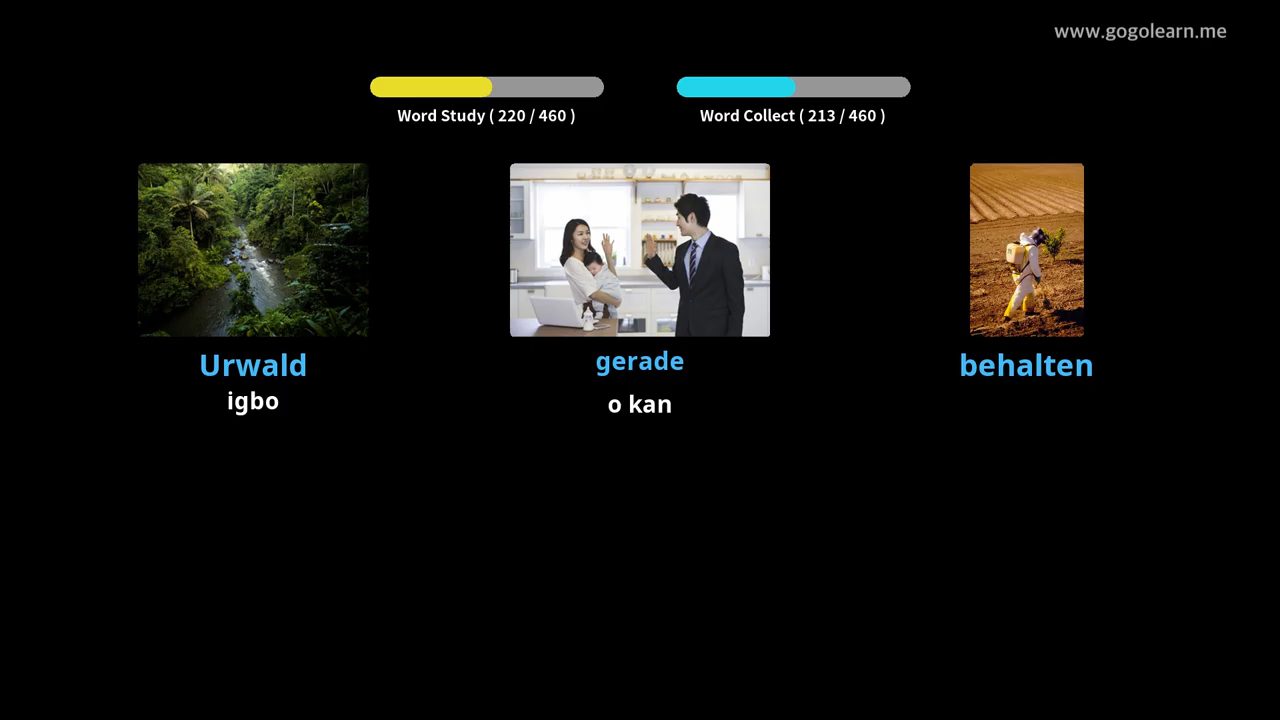 www.gogolearn.me
Word Study ( 220 / 460 )
Word Collect ( 213 / 460 )
Urwald
igbo
gerade
o kan
behalten